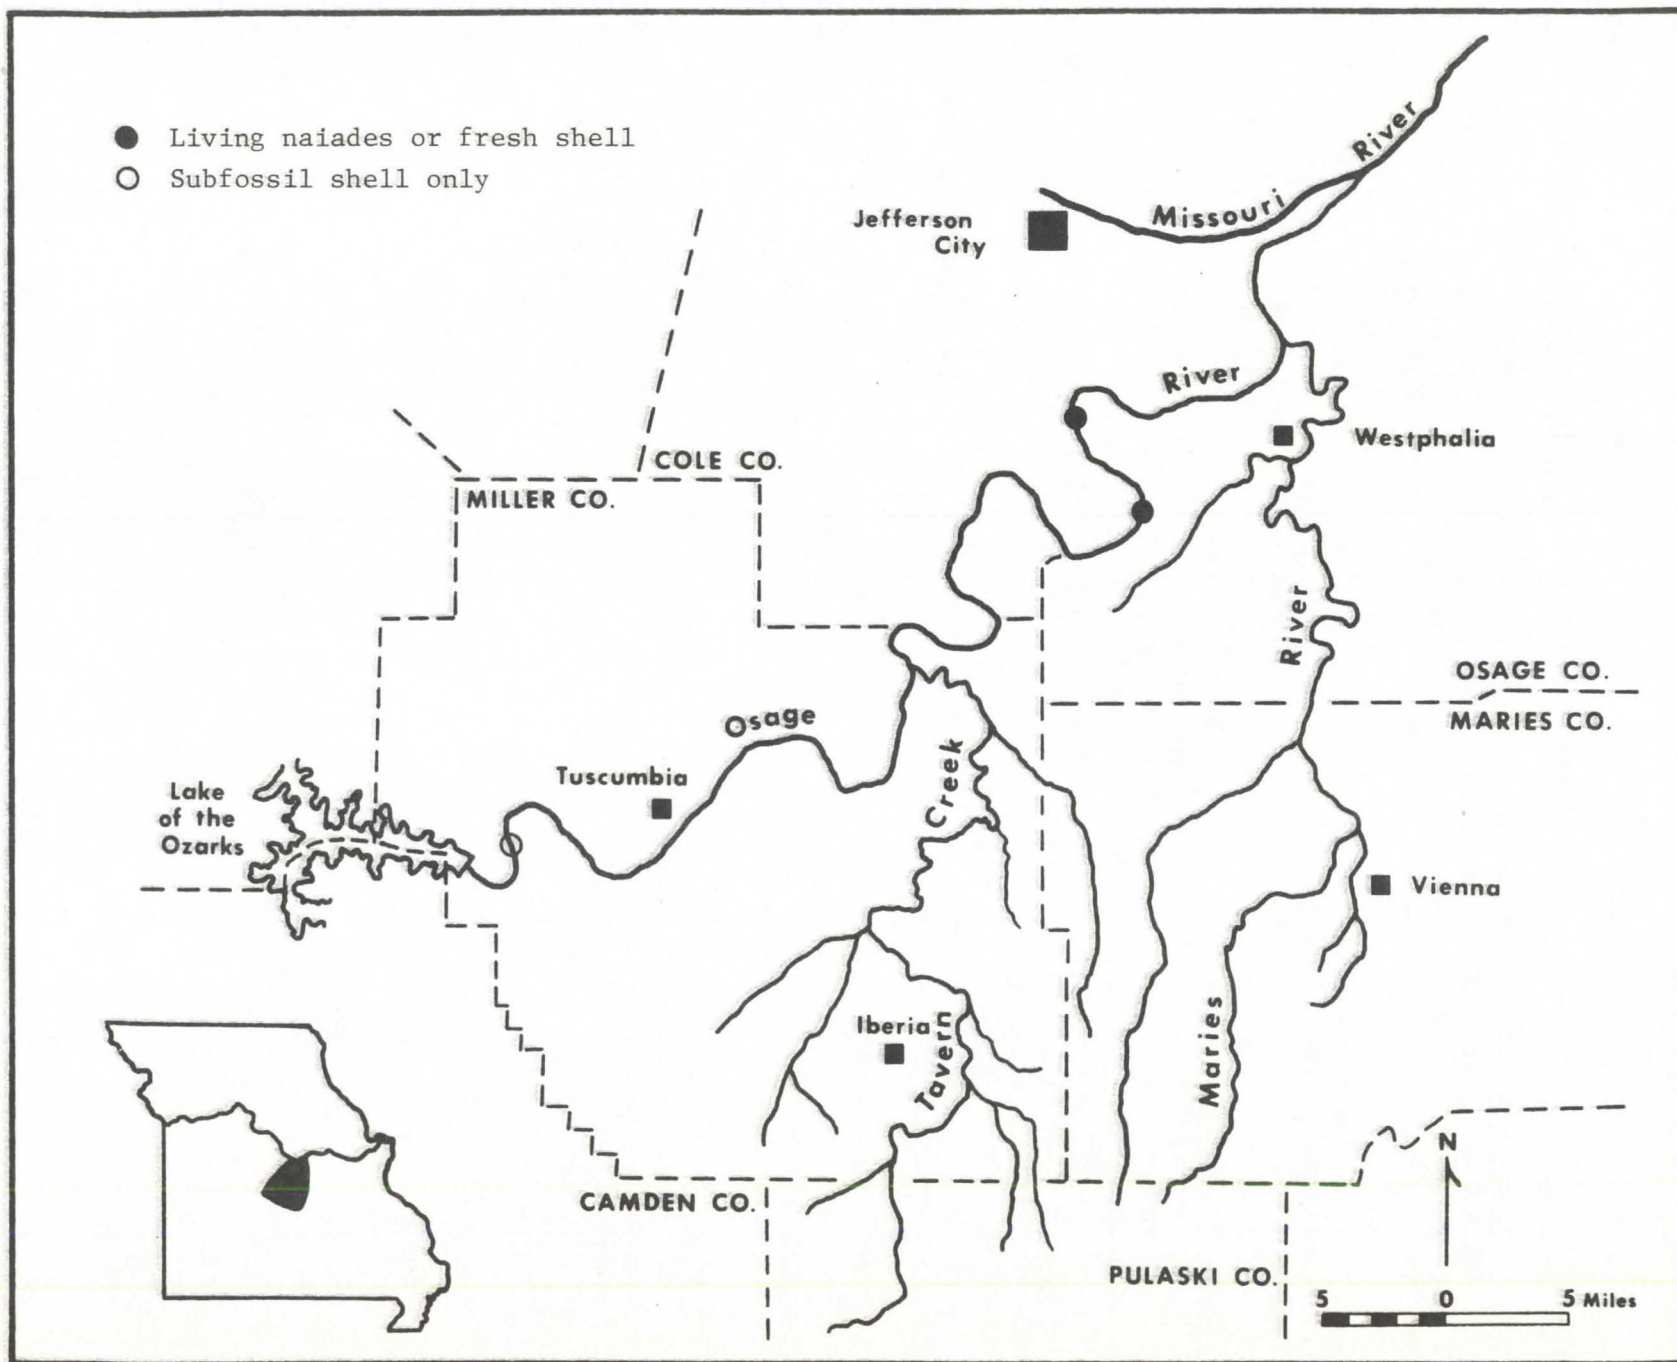 Living naiades or fresh shell
Subfossil shell only
Jefferson
City
Missouri River
River
Westphalia
COLE CO.
MILLER CO.
River
OSAGE CO.
MARIES CO.
Osage
Tuscumbia
Creek
Lake
of the
Ozarks
Vienna
Iberia
Tavern
Maries
N
CAMDEN CO.
PULASKI CO.
5 0 5 Miles